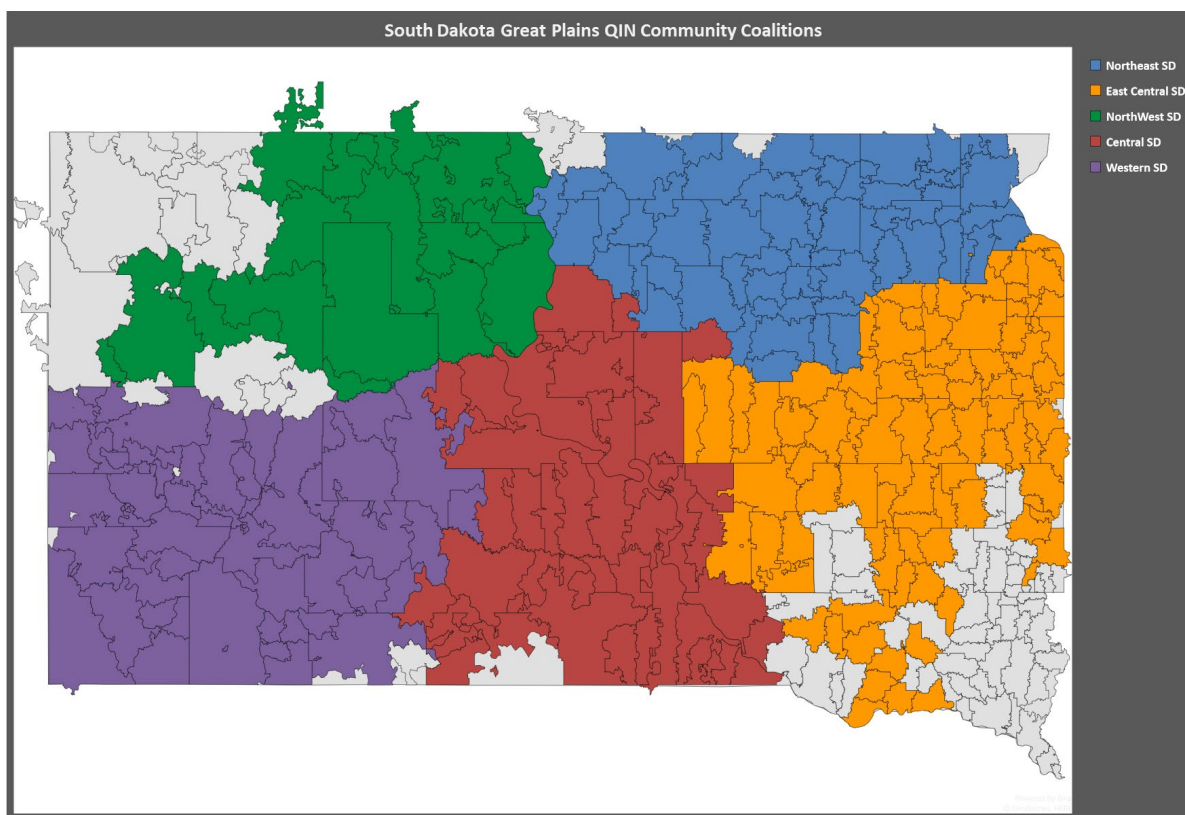 South Dakota Great Plains QIN Community Coalitions
Northeast SD
East Central SD
NorthWest SD
Central SD
Western SD